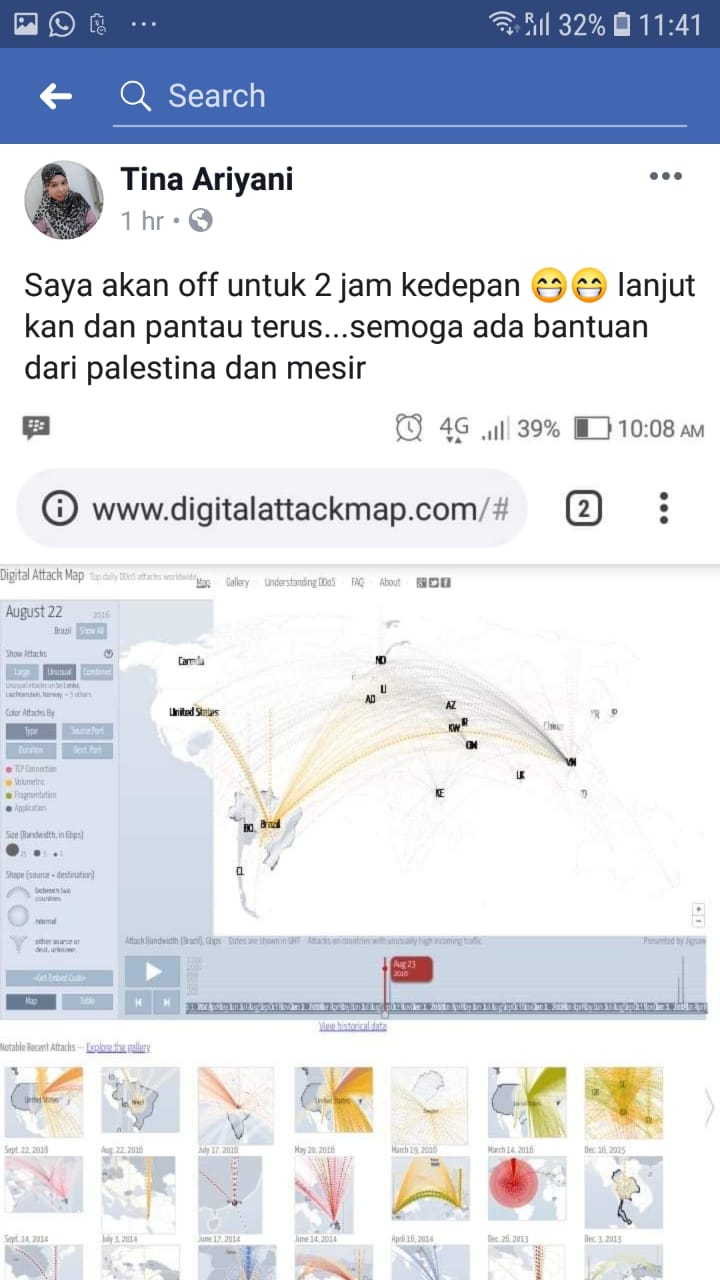 32% 11:41
Search
Tina Ariyani
1 hr
Saya akan off untuk 2 jam kedepan 😁😁 lanjut
kan dan pantau terus...semoga ada bantuan
dari palestina dan mesir
4G 39% 10:08 AM
www.digitalattackmap.com/# 2
Digital Attack Map Top daily DDoS attacks worldwide Map Gallery Understanding DDoS FAQ About
August 22 2016
Brazil Show All
Show Attacks
Large Unusual Combined
Unusual attacks on Sri Lanka,
Liechtenstein, Norway, + 5 others
Color Attacks By
Type Source Port
Duration Dest. Port
TCP Connection
Volumetric
Fragmentation
Application
Size (Bandwidth, in Gbps)
Shape (source + destination)
between two
countries
internal
either source or
dest. unknown
<Get Embed Code>
Map Table
Canada
NO
LI
AD
United States
AZ
KW IR
OM
China
VN
LK
KE
ID
BO Brazil
CL
Attack Bandwidth (Brazil), Gbps Dates are shown in GMT Attacks on countries with unusually high incoming traffic Presented by Jigsaw
Aug 23
2016
View historical data
Notable Recent Attacks — Explore the gallery
United States
Brazil
United States
Sept. 22, 2016 Aug. 22, 2016 July 17, 2016 May 20, 2016 March 19, 2016 March 14, 2016 Dec. 16, 2015
Sept. 14, 2014 July 3, 2014 June 17, 2014 June 14, 2014 April 16, 2014 Dec. 26, 2013 Dec. 3, 2013